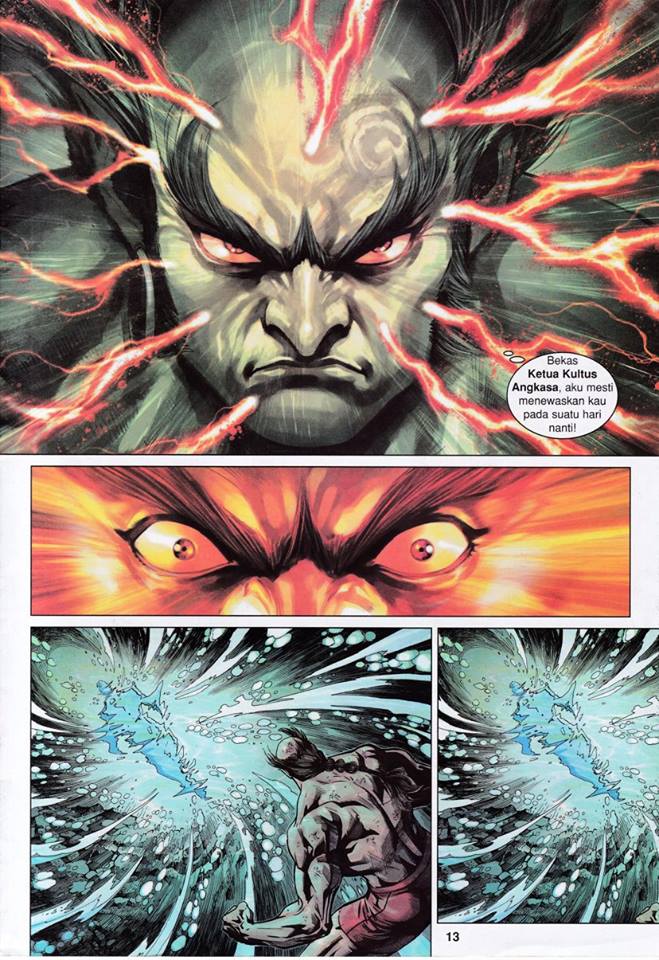 Bekas
Ketua Kultus
Angkasa, aku mesti
menewaskan kau
pada suatu hari
nanti!
13